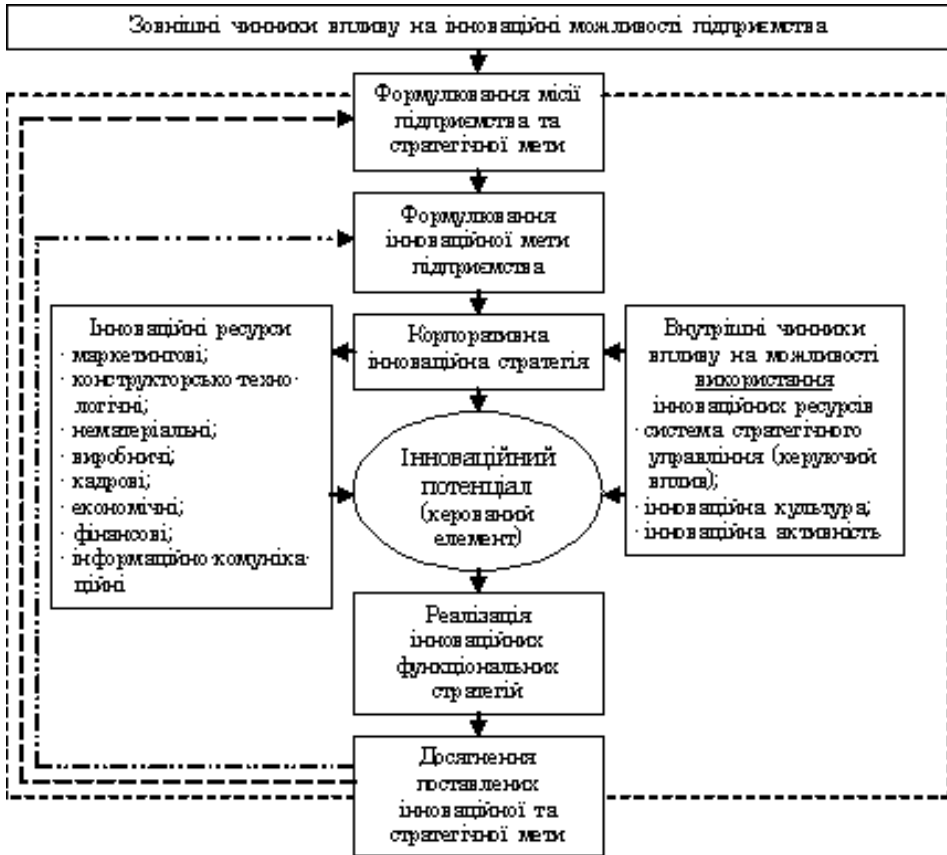 Зовнішні чинники впливу на інноваційні можливості підприємства
Формулювання місії
підприємства та
стратегічної мети
Формулювання
інноваційної мети
підприємства
Інноваційні ресурси
· маркетингові;
· конструкторсько-техно-
логічні;
· нематеріальні;
· виробничі;
· кадрові;
· економічні;
· фінансові;
· інформаційно-комуніка-
ційні
Корпоративна
інноваційна стратегія
Внутрішні чинники
впливу на можливості
використання
інноваційних ресурсів
· система стратегічного
управління (керуючий
вплив);
· інноваційна культура;
· інноваційна активність
Інноваційний
потенціал
(керований
елемент)
Реалізація
інноваційних
функціональних
стратегій
Досягнення
поставлених
інноваційної та
стратегічної мети